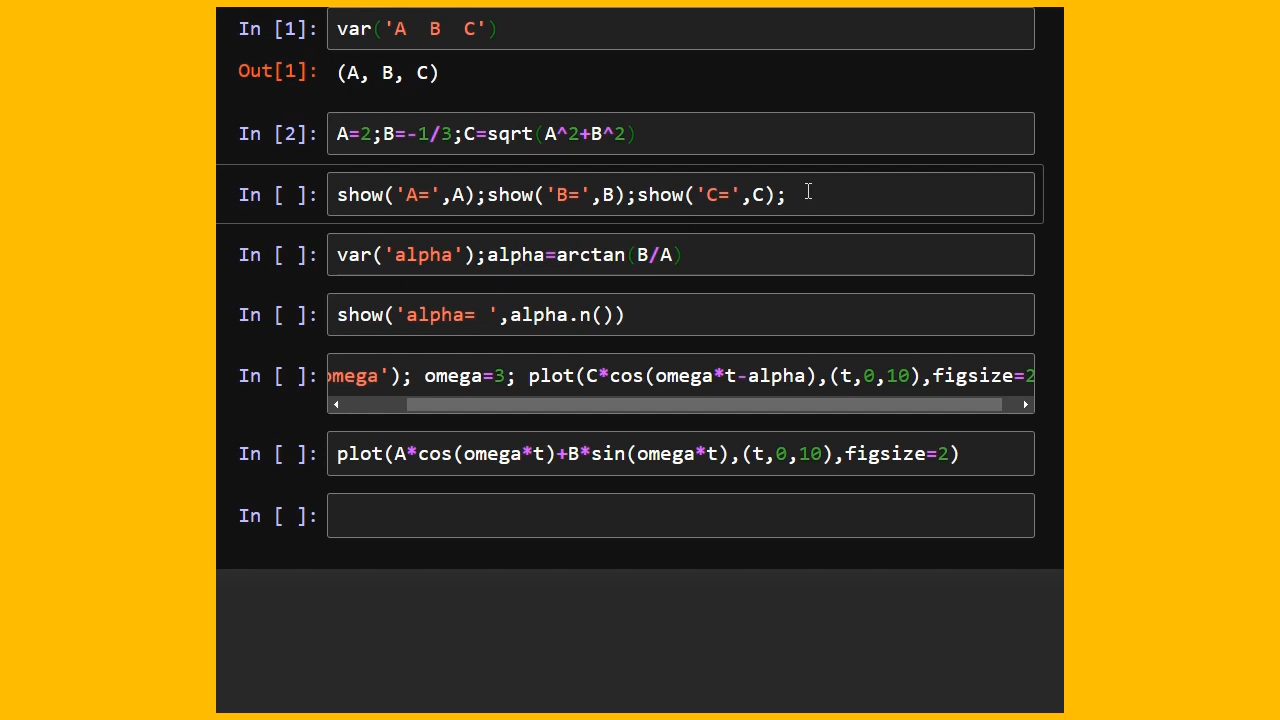 In [1]: var('A  B  C')
Out[1]: (A, B, C)
In [2]: A=2;B=-1/3;C=sqrt(A^2+B^2)
In [ ]: show('A=',A);show('B=',B);show('C=',C);
In [ ]: var('alpha');alpha=arctan(B/A)
In [ ]: show('alpha= ',alpha.n())
In [ ]: omega'); omega=3; plot(C*cos(omega*t-alpha),(t,0,10),figsize=2
In [ ]: plot(A*cos(omega*t)+B*sin(omega*t),(t,0,10),figsize=2)
In [ ]: